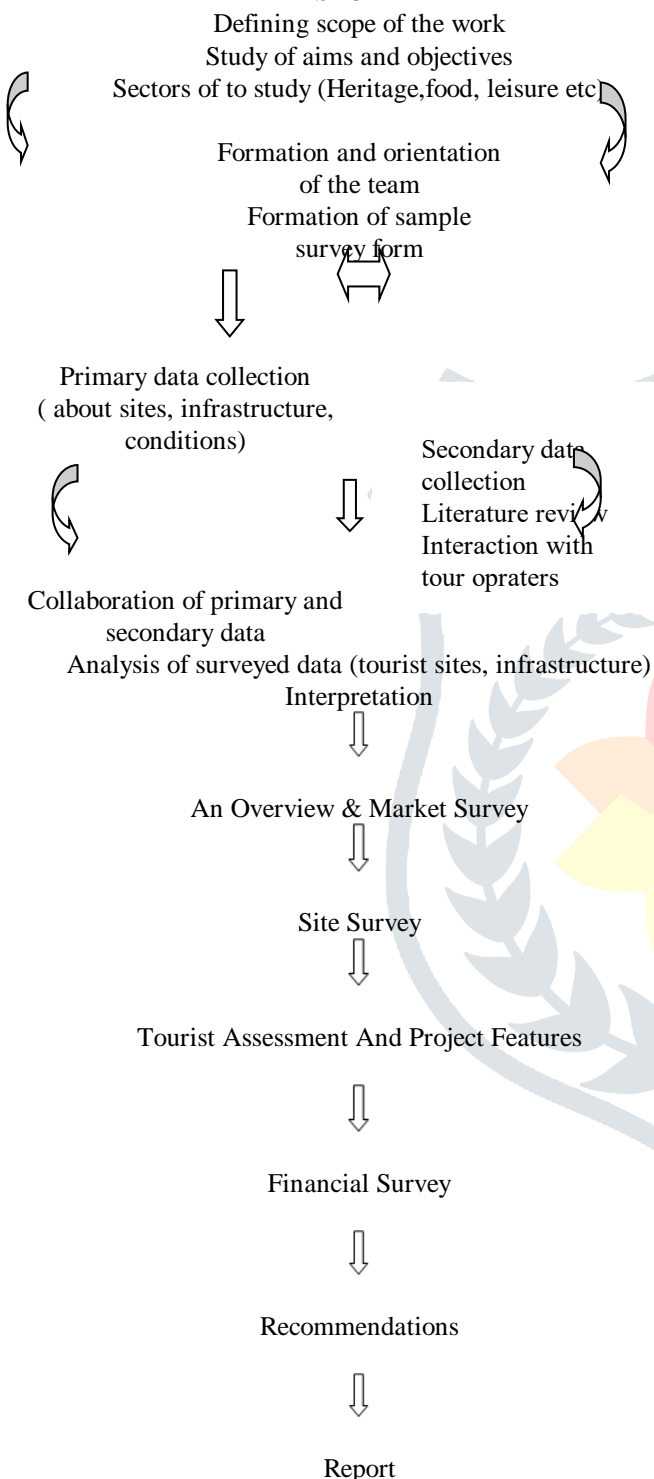 Defining scope of the work
Study of aims and objectives
Sectors of to study (Heritage,food, leisure etc)
Formation and orientation
of the team
Formation of sample
survey form
Primary data collection
( about sites, infrastructure,
conditions)
Secondary data
collection
Literature review
Interaction with
tour opraters
Collaboration of primary and
secondary data
Analysis of surveyed data (tourist sites, infrastructure)
Interpretation
An Overview & Market Survey
Site Survey
Tourist Assessment And Project Features
Financial Survey
Recommendations
Report